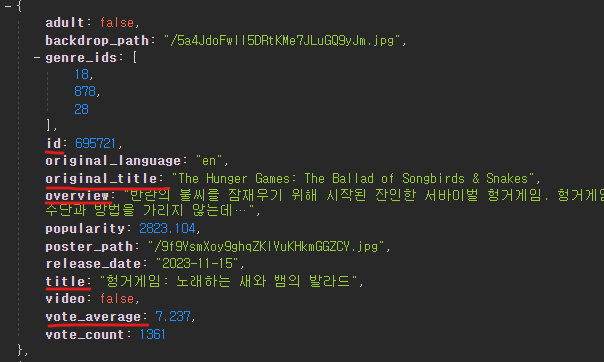 - {
adult: false,
backdrop_path: "/5a4JdoFwll5DRtKMe7JLuGQ9yJm.jpg",
- genre_ids: [
18,
878,
28
],
id: 695721,
original_language: "en",
original_title: "The Hunger Games: The Ballad of Songbirds & Snakes",
overview: "반란의 불씨를 잠재우기 위해 시작된 잔인한 서바이벌 헝거게임. 헝거게임
수단과 방법을 가리지 않는데…",
popularity: 2823.104,
poster_path: "/9f9YsmXoy9ghqZKIVuKHkmGGZCY.jpg",
release_date: "2023-11-15",
title: "헝거게임: 노래하는 새와 뱀의 발라드",
video: false,
vote_average: 7.237,
vote_count: 1361
},